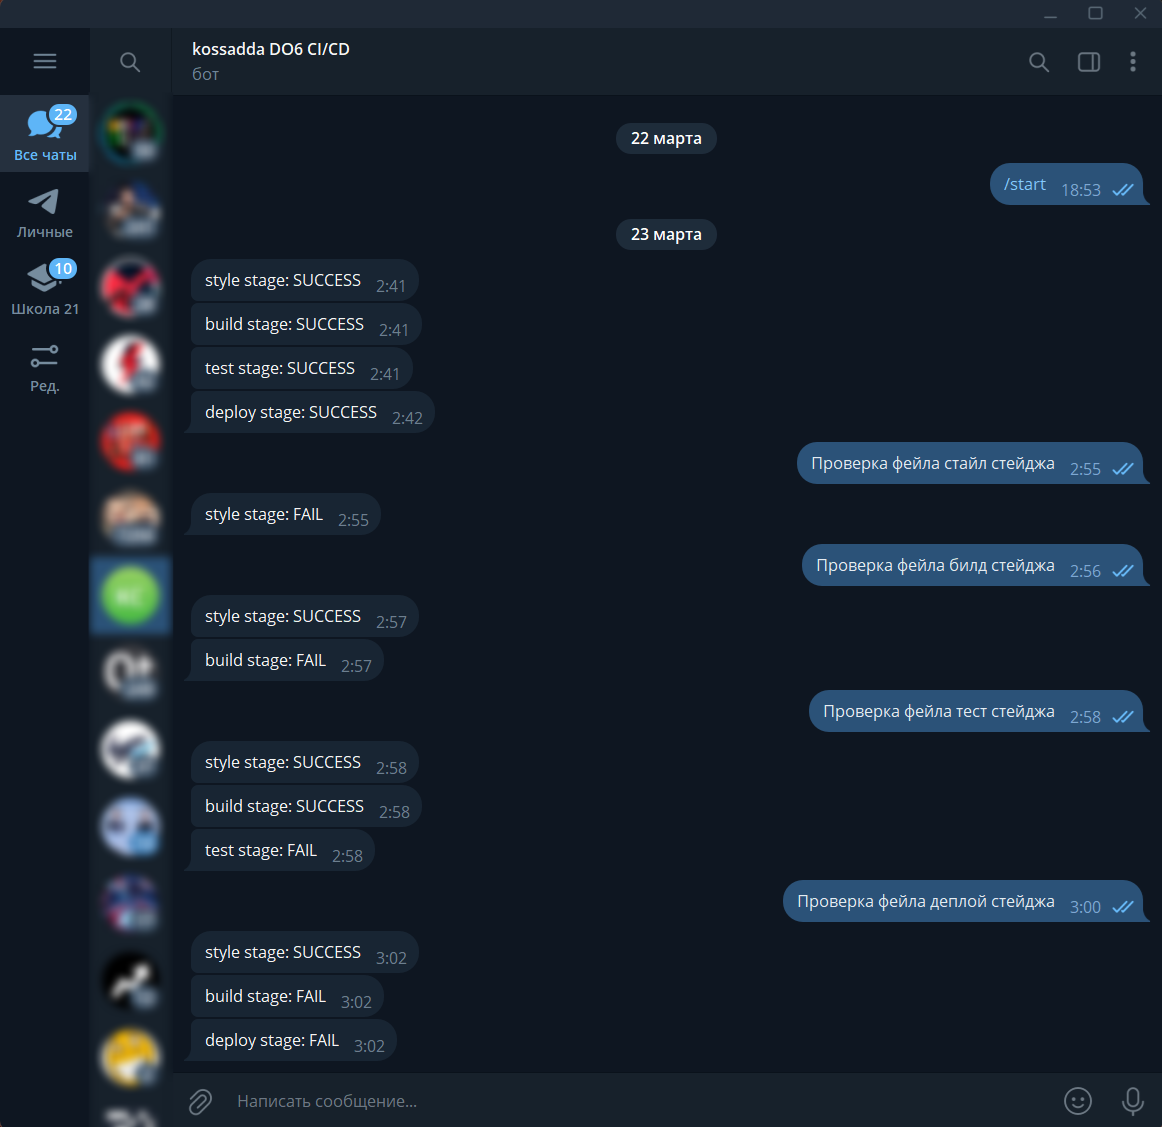 kossadda DO6 CI/CD
бот
22
Все чаты
Личные
10
Школа 21
Ред.
22 марта
/start 18:53
23 марта
style stage: SUCCESS 2:41
build stage: SUCCESS 2:41
test stage: SUCCESS 2:41
deploy stage: SUCCESS 2:42
Проверка фейла стайл стейджа 2:55
style stage: FAIL 2:55
Проверка фейла билд стейджа 2:56
style stage: SUCCESS 2:57
build stage: FAIL 2:57
Проверка фейла тест стейджа 2:58
style stage: SUCCESS 2:58
build stage: SUCCESS 2:58
test stage: FAIL 2:58
Проверка фейла деплой стейджа 3:00
style stage: SUCCESS 3:02
build stage: FAIL 3:02
deploy stage: FAIL 3:02
Написать сообщение...